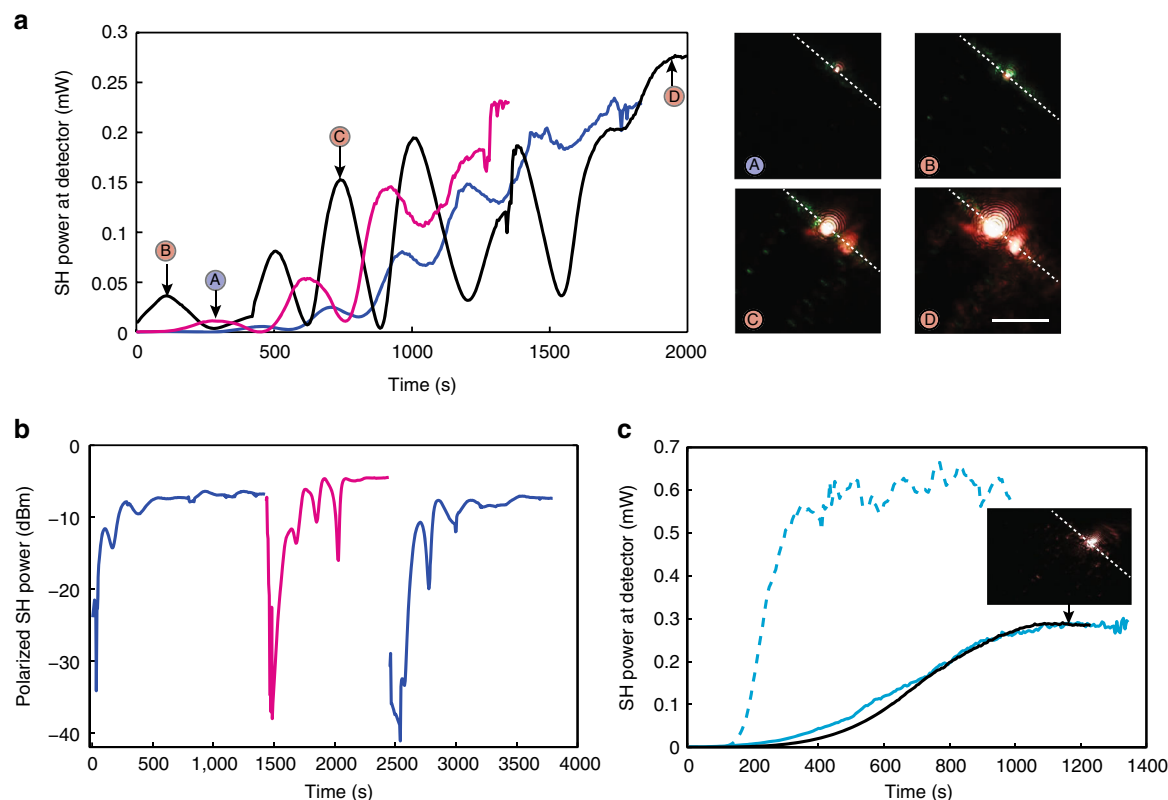 a
SH power at detector (mW)
0.3
0.25
0.2
0.15
0.1
0.05
0
B
A
C
D
0
500
1000
1500
2000
Time (s)
A
B
C
D
b
Polarized SH power (dBm)
0
−10
−20
−30
−40
0
500
1,000
1500
2000
2500
3000
3500
4000
Time (s)
c
SH power at detector (mW)
0.7
0.6
0.5
0.4
0.3
0.2
0.1
0
0
200
400
600
800
1000
1200
1400
Time (s)